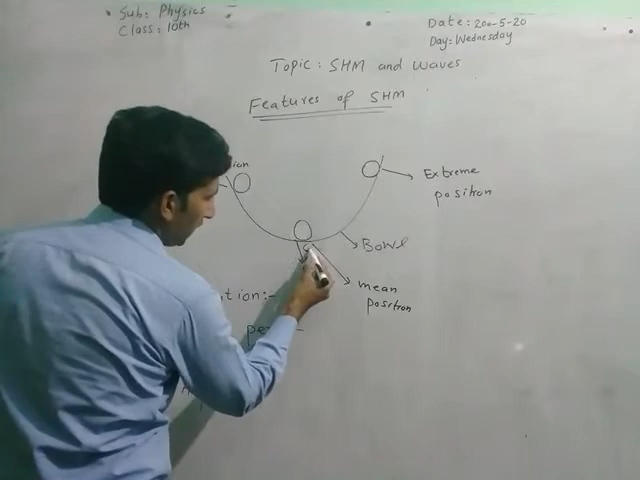 Sub: Physics
Class: 10th
Date: 20-5-20
Day: Wednesday
Topic: SHM and Waves
Features of SHM
Extreme
position
Bowl
mean
position